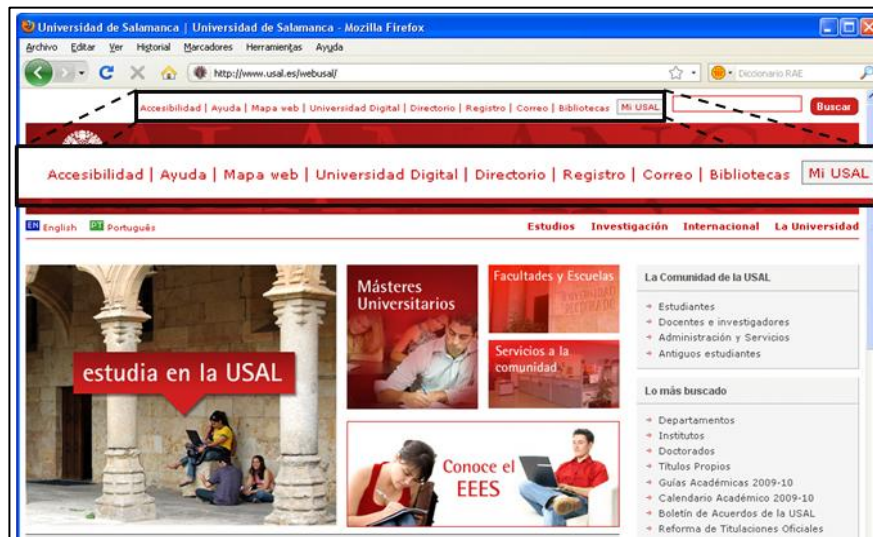 Universidad de Salamanca | Universidad de Salamanca - Mozilla Firefox
Archivo Editar Ver Historial Marcadores Herramientas Ayuda
http://www.usal.es/webusal/ Diccionario RAE
Accesibilidad | Ayuda | Mapa web | Universidad Digital | Directorio | Registro | Correo | Bibliotecas Mi USAL Buscar
Accesibilidad | Ayuda | Mapa web | Universidad Digital | Directorio | Registro | Correo | Bibliotecas Mi USAL
EN English PT Português Estudios Investigación Internacional La Universidad
estudia en la USAL
Másteres
Universitarios
Facultades y Escuelas
Servicios a la
comunidad
Conoce el
EEES
La Comunidad de la USAL
Estudiantes
Docentes e investigadores
Administración y Servicios
Antiguos estudiantes
Lo más buscado
Departamentos
Institutos
Doctorados
Títulos Propios
Guías Académicas 2009-10
Calendario Académico 2009-10
Boletín de Acuerdos de la USAL
Reforma de Titulaciones Oficiales